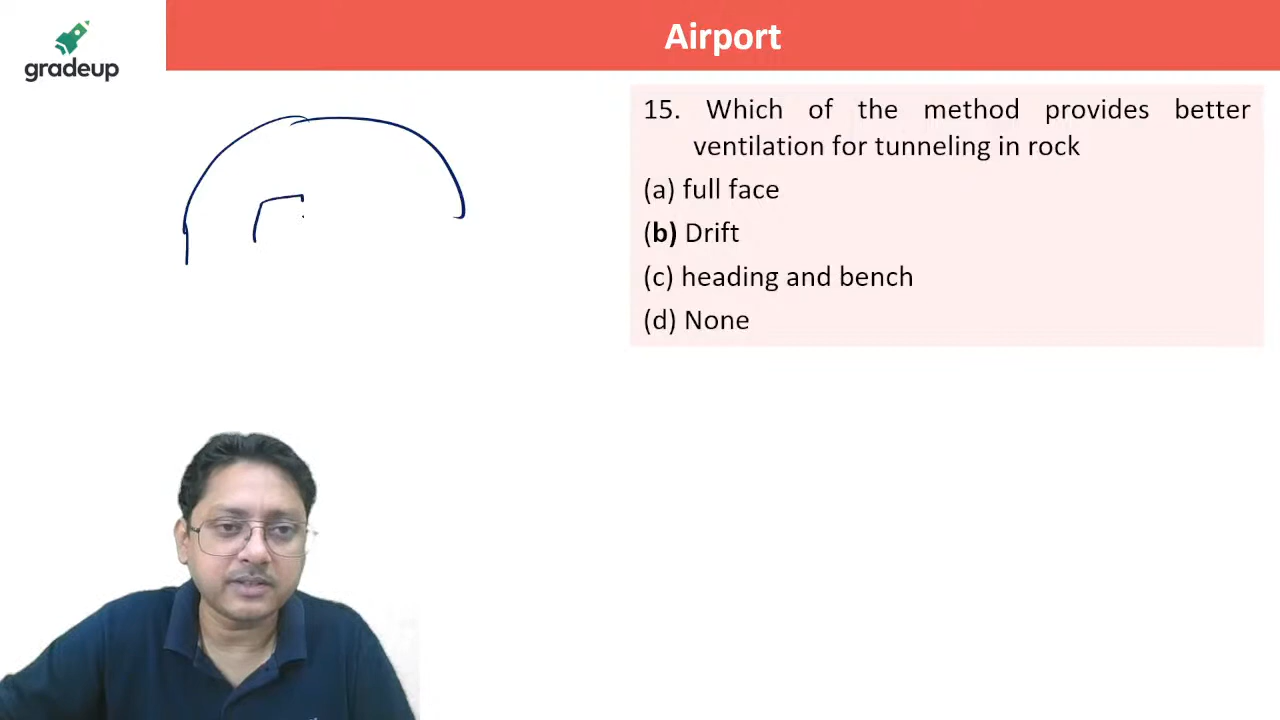 gradeup
Airport
15. Which of the method provides better
ventilation for tunneling in rock
(a) full face
(b) Drift
(c) heading and bench
(d) None